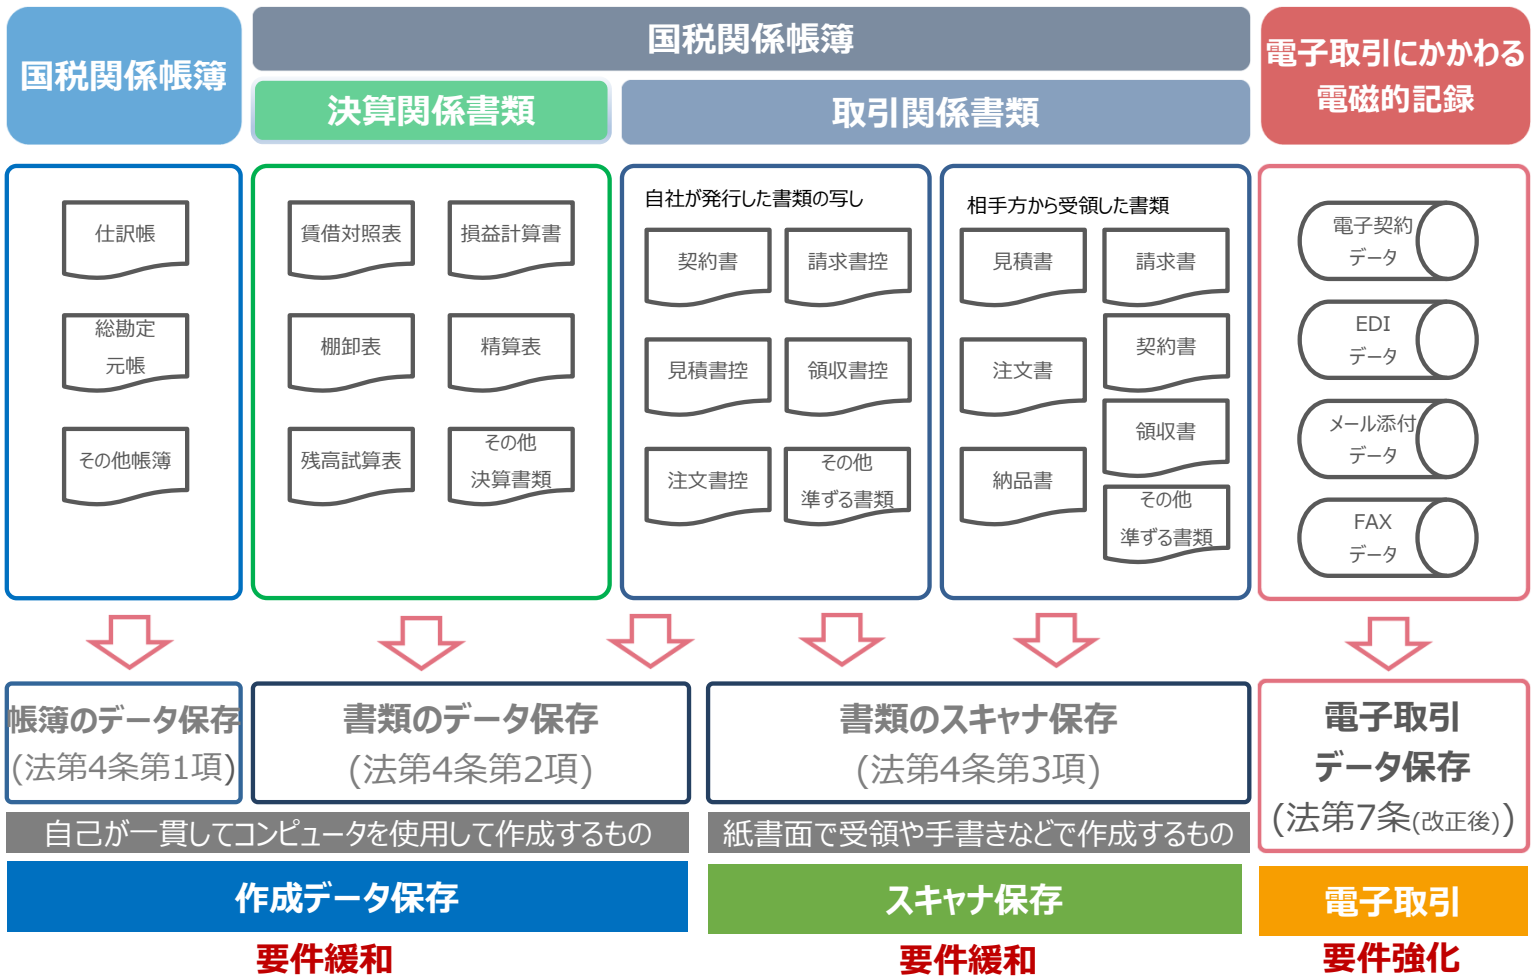 国税関係帳簿
国税関係帳簿
決算関係書類
取引関係書類
電子取引にかかわる
電磁的記録
仕訳帳
総勘定
元帳
その他帳簿
賃借対照表
損益計算書
棚卸表
精算表
残高試算表
その他
決算書類
自社が発行した書類の写し
契約書
請求書控
見積書控
領収書控
注文書控
その他
準ずる書類
相手方から受領した書類
見積書
請求書
注文書
契約書
領収書
納品書
その他
準ずる書類
電子契約
データ
EDI
データ
メール添付
データ
FAX
データ
帳簿のデータ保存
(法第4条第1項)
書類のデータ保存
(法第4条第2項)
書類のスキャナ保存
(法第4条第3項)
電子取引
データ保存
(法第7条(改正後))
自己が一貫してコンピュータを使用して作成するもの
紙書面で受領や手書きなどで作成するもの
作成データ保存
スキャナ保存
電子取引
要件緩和
要件緩和
要件強化